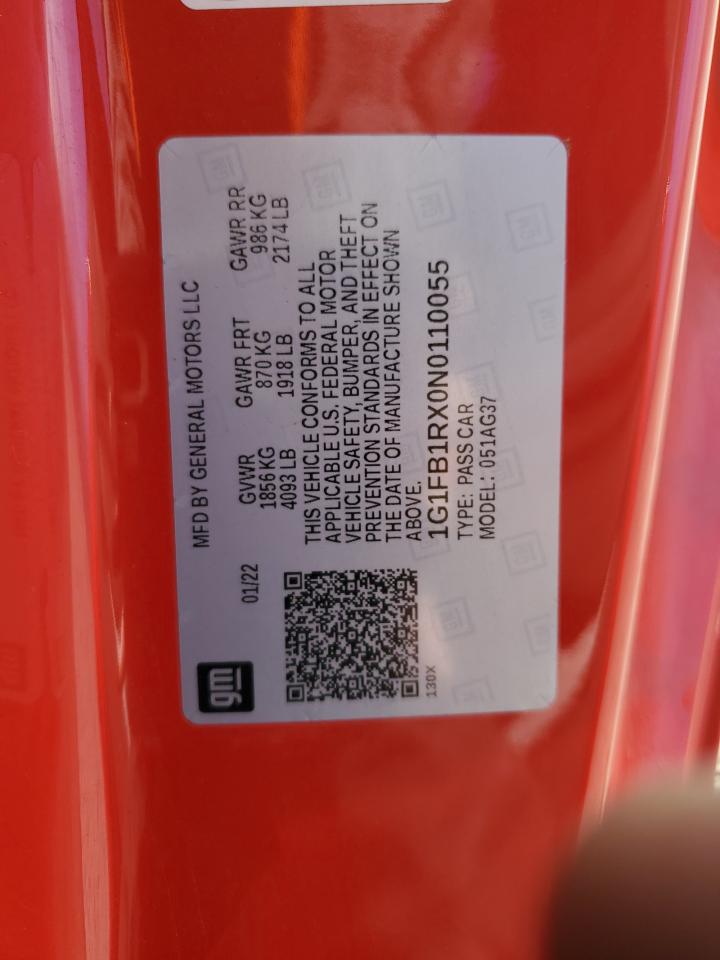 gm
MFD BY GENERAL MOTORS LLC
01/22
GVWR GAWR FRT GAWR RR
1856 KG 870 KG 986 KG
4093 LB 1918 LB 2174 LB
THIS VEHICLE CONFORMS TO ALL
APPLICABLE U.S. FEDERAL MOTOR
VEHICLE SAFETY, BUMPER, AND THEFT
PREVENTION STANDARDS IN EFFECT ON
THE DATE OF MANUFACTURE SHOWN
ABOVE.
1G1FB1RX0N0110055
TYPE: PASS CAR
MODEL: 051AG37
130X